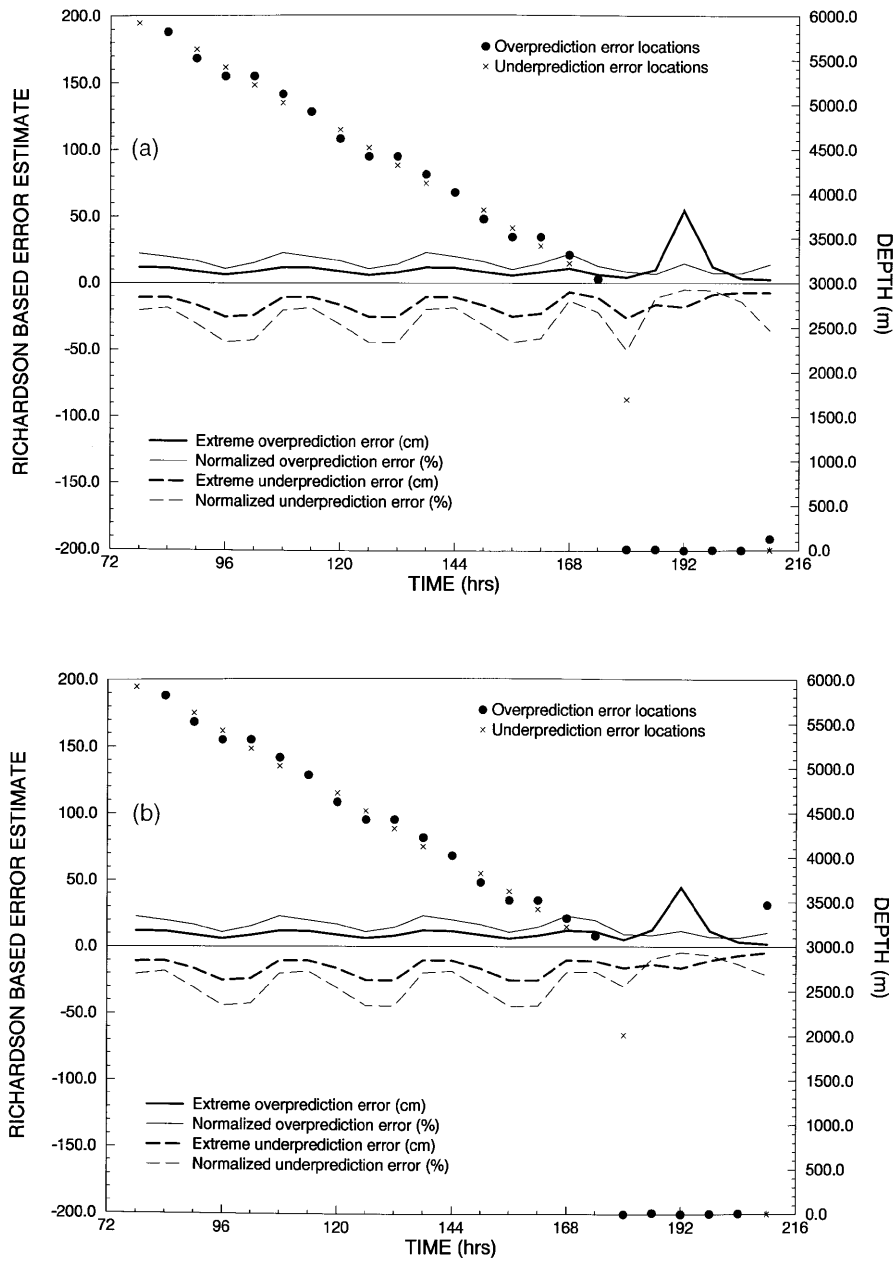 200.0
150.0
100.0
50.0
0.0
-50.0
-100.0
-150.0
-200.0
RICHARDSON BASED ERROR ESTIMATE
(a)
Overprediction error locations
× Underprediction error locations
Extreme overprediction error (cm)
Normalized overprediction error (%)
Extreme underprediction error (cm)
Normalized underprediction error (%)
6000.0
5500.0
5000.0
4500.0
4000.0
3500.0
3000.0
2500.0
2000.0
1500.0
1000.0
500.0
0.0
DEPTH (m)
72
96
120
144
168
192
216
TIME (hrs)
200.0
150.0
100.0
50.0
0.0
-50.0
-100.0
-150.0
-200.0
RICHARDSON BASED ERROR ESTIMATE
(b)
Overprediction error locations
× Underprediction error locations
Extreme overprediction error (cm)
Normalized overprediction error (%)
Extreme underprediction error (cm)
Normalized underprediction error (%)
6000.0
5500.0
5000.0
4500.0
4000.0
3500.0
3000.0
2500.0
2000.0
1500.0
1000.0
500.0
0.0
DEPTH (m)
72
96
120
144
168
192
216
TIME (hrs)